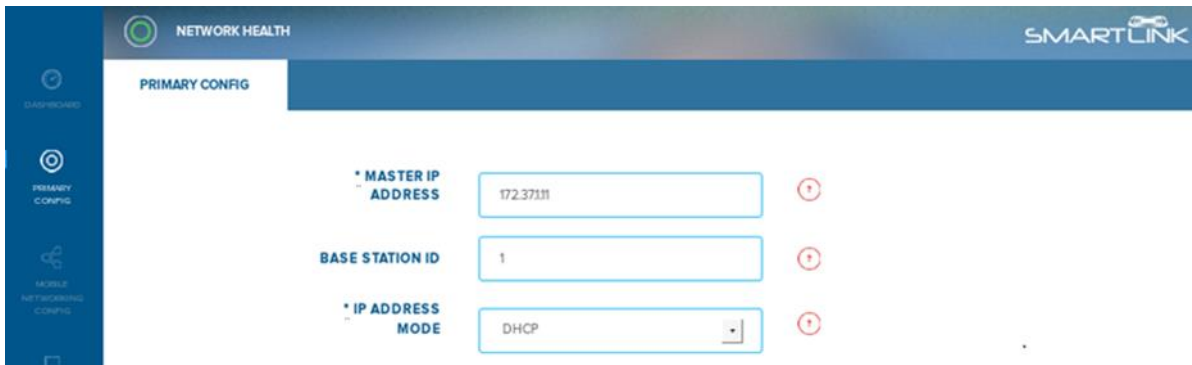 NETWORK HEALTH
SMARTLINK
DASHBOARD
PRIMARY CONFIG
PRIMARY
CONFIG
* MASTER IP
ADDRESS
172.37.1.11
?
BASE STATION ID
1
?
MOBILE
NETWORKING
CONFIG
* IP ADDRESS
MODE
DHCP
?